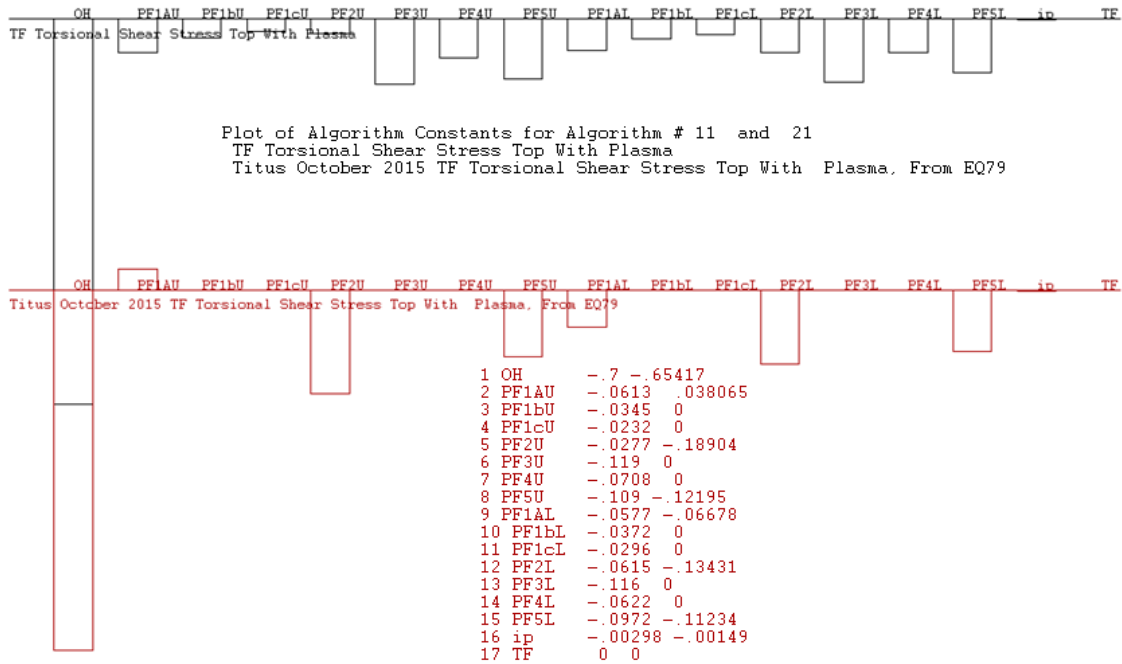 OH PF1AU PF1bU PF1cU PF2U PF3U PF4U PF5U PF1AL PF1bL PF1cL PF2L PF3L PF4L PF5L ip TF
TF Torsional Shear Stress Top With Plasma
Plot of Algorithm Constants for Algorithm # 11 and 21
TF Torsional Shear Stress Top With Plasma
Titus October 2015 TF Torsional Shear Stress Top With Plasma, From EQ79
OH PF1AU PF1bU PF1cU PF2U PF3U PF4U PF5U PF1AL PF1bL PF1cL PF2L PF3L PF4L PF5L ip TF
Titus October 2015 TF Torsional Shear Stress Top With Plasma, From EQ79
1 OH -.7 -.65417
2 PF1AU -.0613 .038065
3 PF1bU -.0345 0
4 PF1cU -.0232 0
5 PF2U -.0277 -.18904
6 PF3U -.119 0
7 PF4U -.0708 0
8 PF5U -.109 -.12195
9 PF1AL -.0577 -.06678
10 PF1bL -.0372 0
11 PF1cL -.0296 0
12 PF2L -.0615 -.13431
13 PF3L -.116 0
14 PF4L -.0622 0
15 PF5L -.0972 -.11234
16 ip -.00298 -.00149
17 TF 0 0